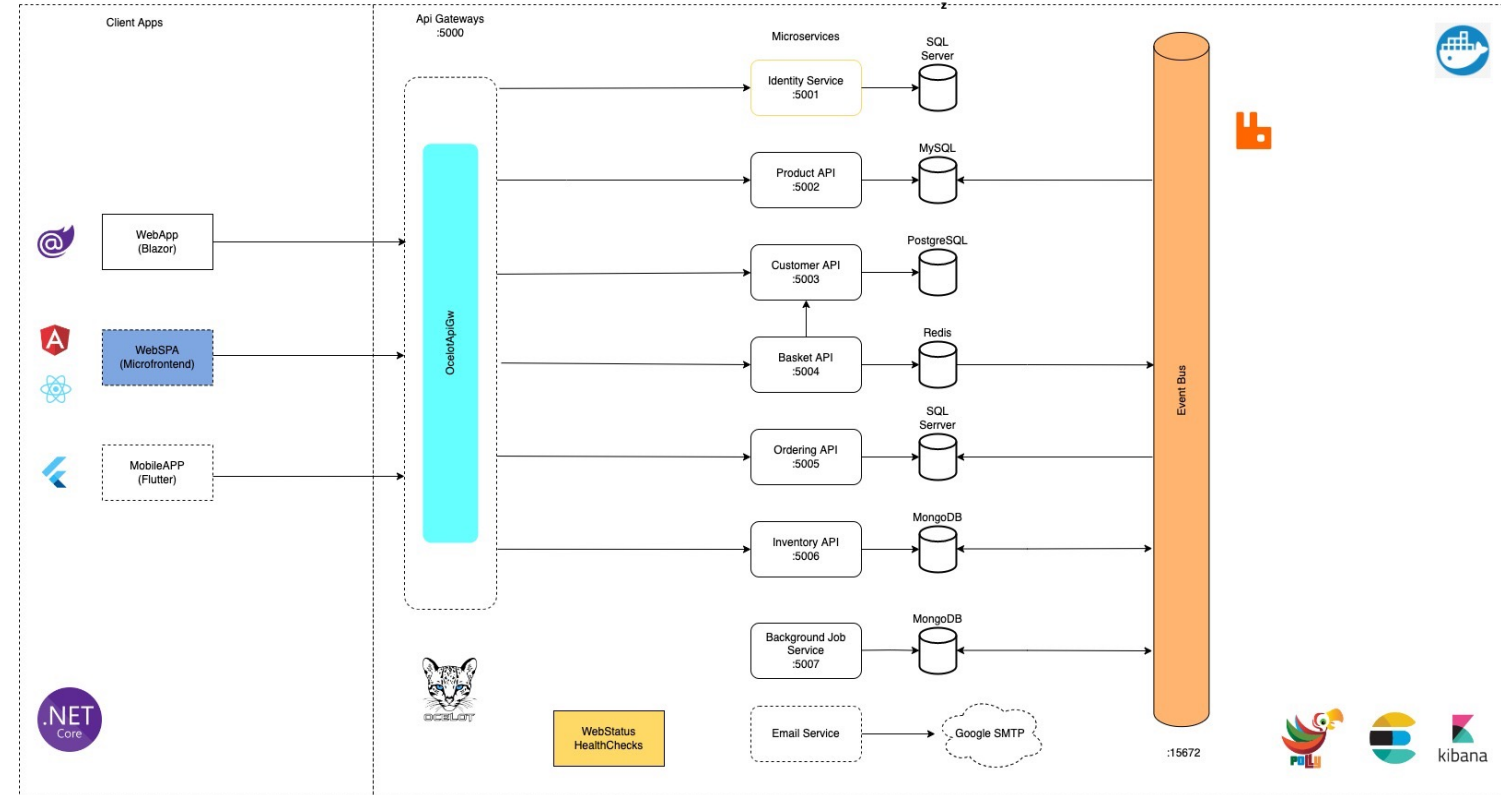 z
Client Apps
Api Gateways
:5000
Microservices
SQL
Server
Identity Service
:5001
MySQL
Product API
:5002
WebApp
(Blazor)
PostgreSQL
Customer API
:5003
OcelotApiGw
WebSPA
(Microfrontend)
Redis
Basket API
:5004
Event Bus
SQL
Serrver
MobileAPP
(Flutter)
Ordering API
:5005
MongoDB
Inventory API
:5006
MongoDB
Background Job
Service
:5007
OCELOT
.NET
Core
WebStatus
HealthChecks
Email Service
Google SMTP
:15672
POLLY
kibana